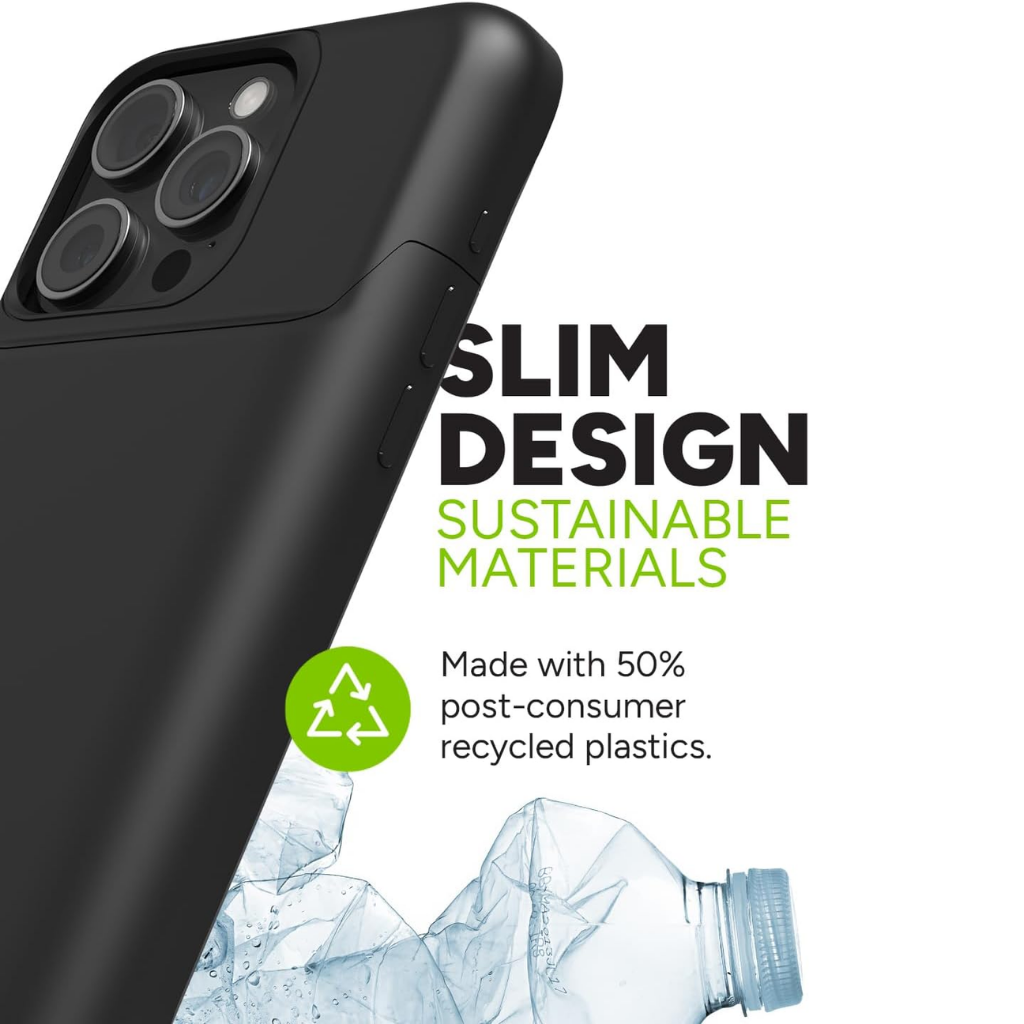 SLIM
DESIGN
SUSTAINABLE
MATERIALS
Made with 50%
post-consumer
recycled plastics.